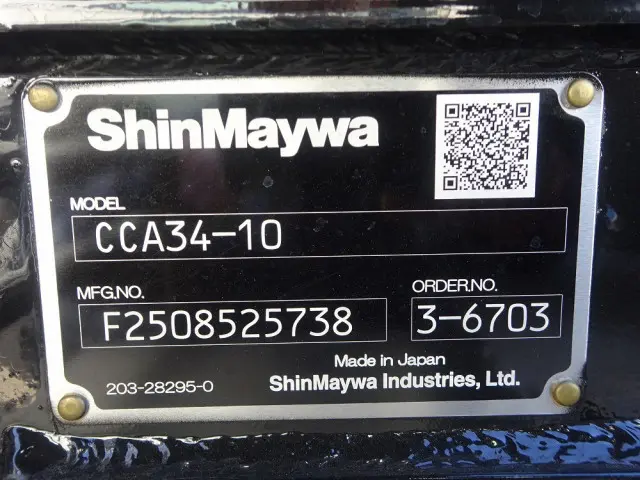 ShinMaywa
MODEL
CCA34-10
MFG.NO. ORDER.NO.
F2508525738 3-6703
Made in Japan
203-28295-0 ShinMaywa Industries, Ltd.